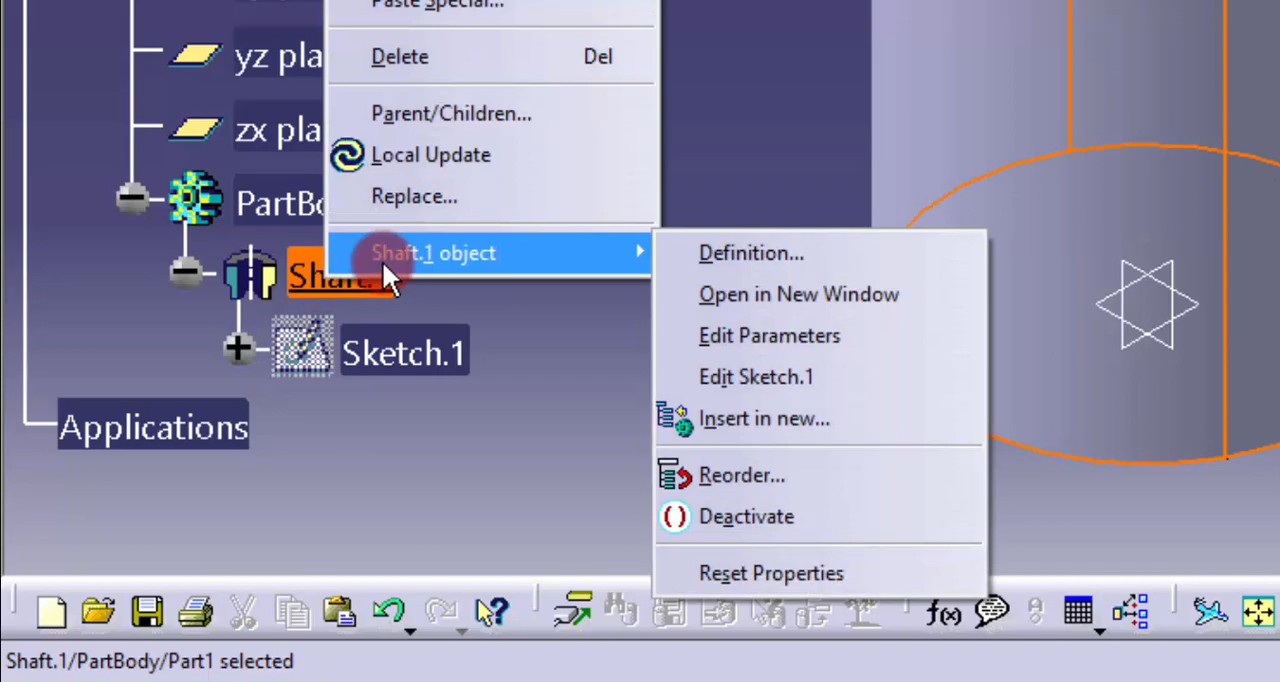 Paste Special...
yz pla
Delete Del
Parent/Children...
zx pla
Local Update
Replace...
PartBo
Shaft.1 object
Shaft.
Definition...
Open in New Window
Edit Parameters
Edit Sketch.1
Insert in new...
Reorder...
Deactivate
Reset Properties
Sketch.1
Applications
f(x)
Shaft.1/PartBody/Part1 selected